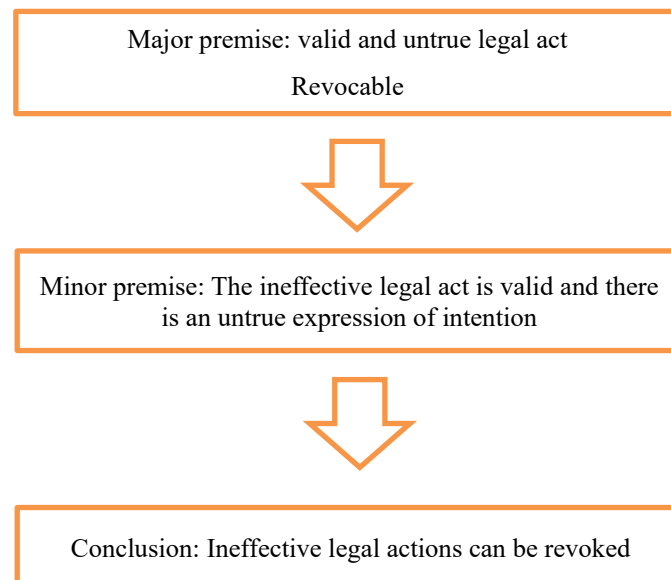 Major premise: valid and untrue legal act
Revocable
Minor premise: The ineffective legal act is valid and there
is an untrue expression of intention
Conclusion: Ineffective legal actions can be revoked